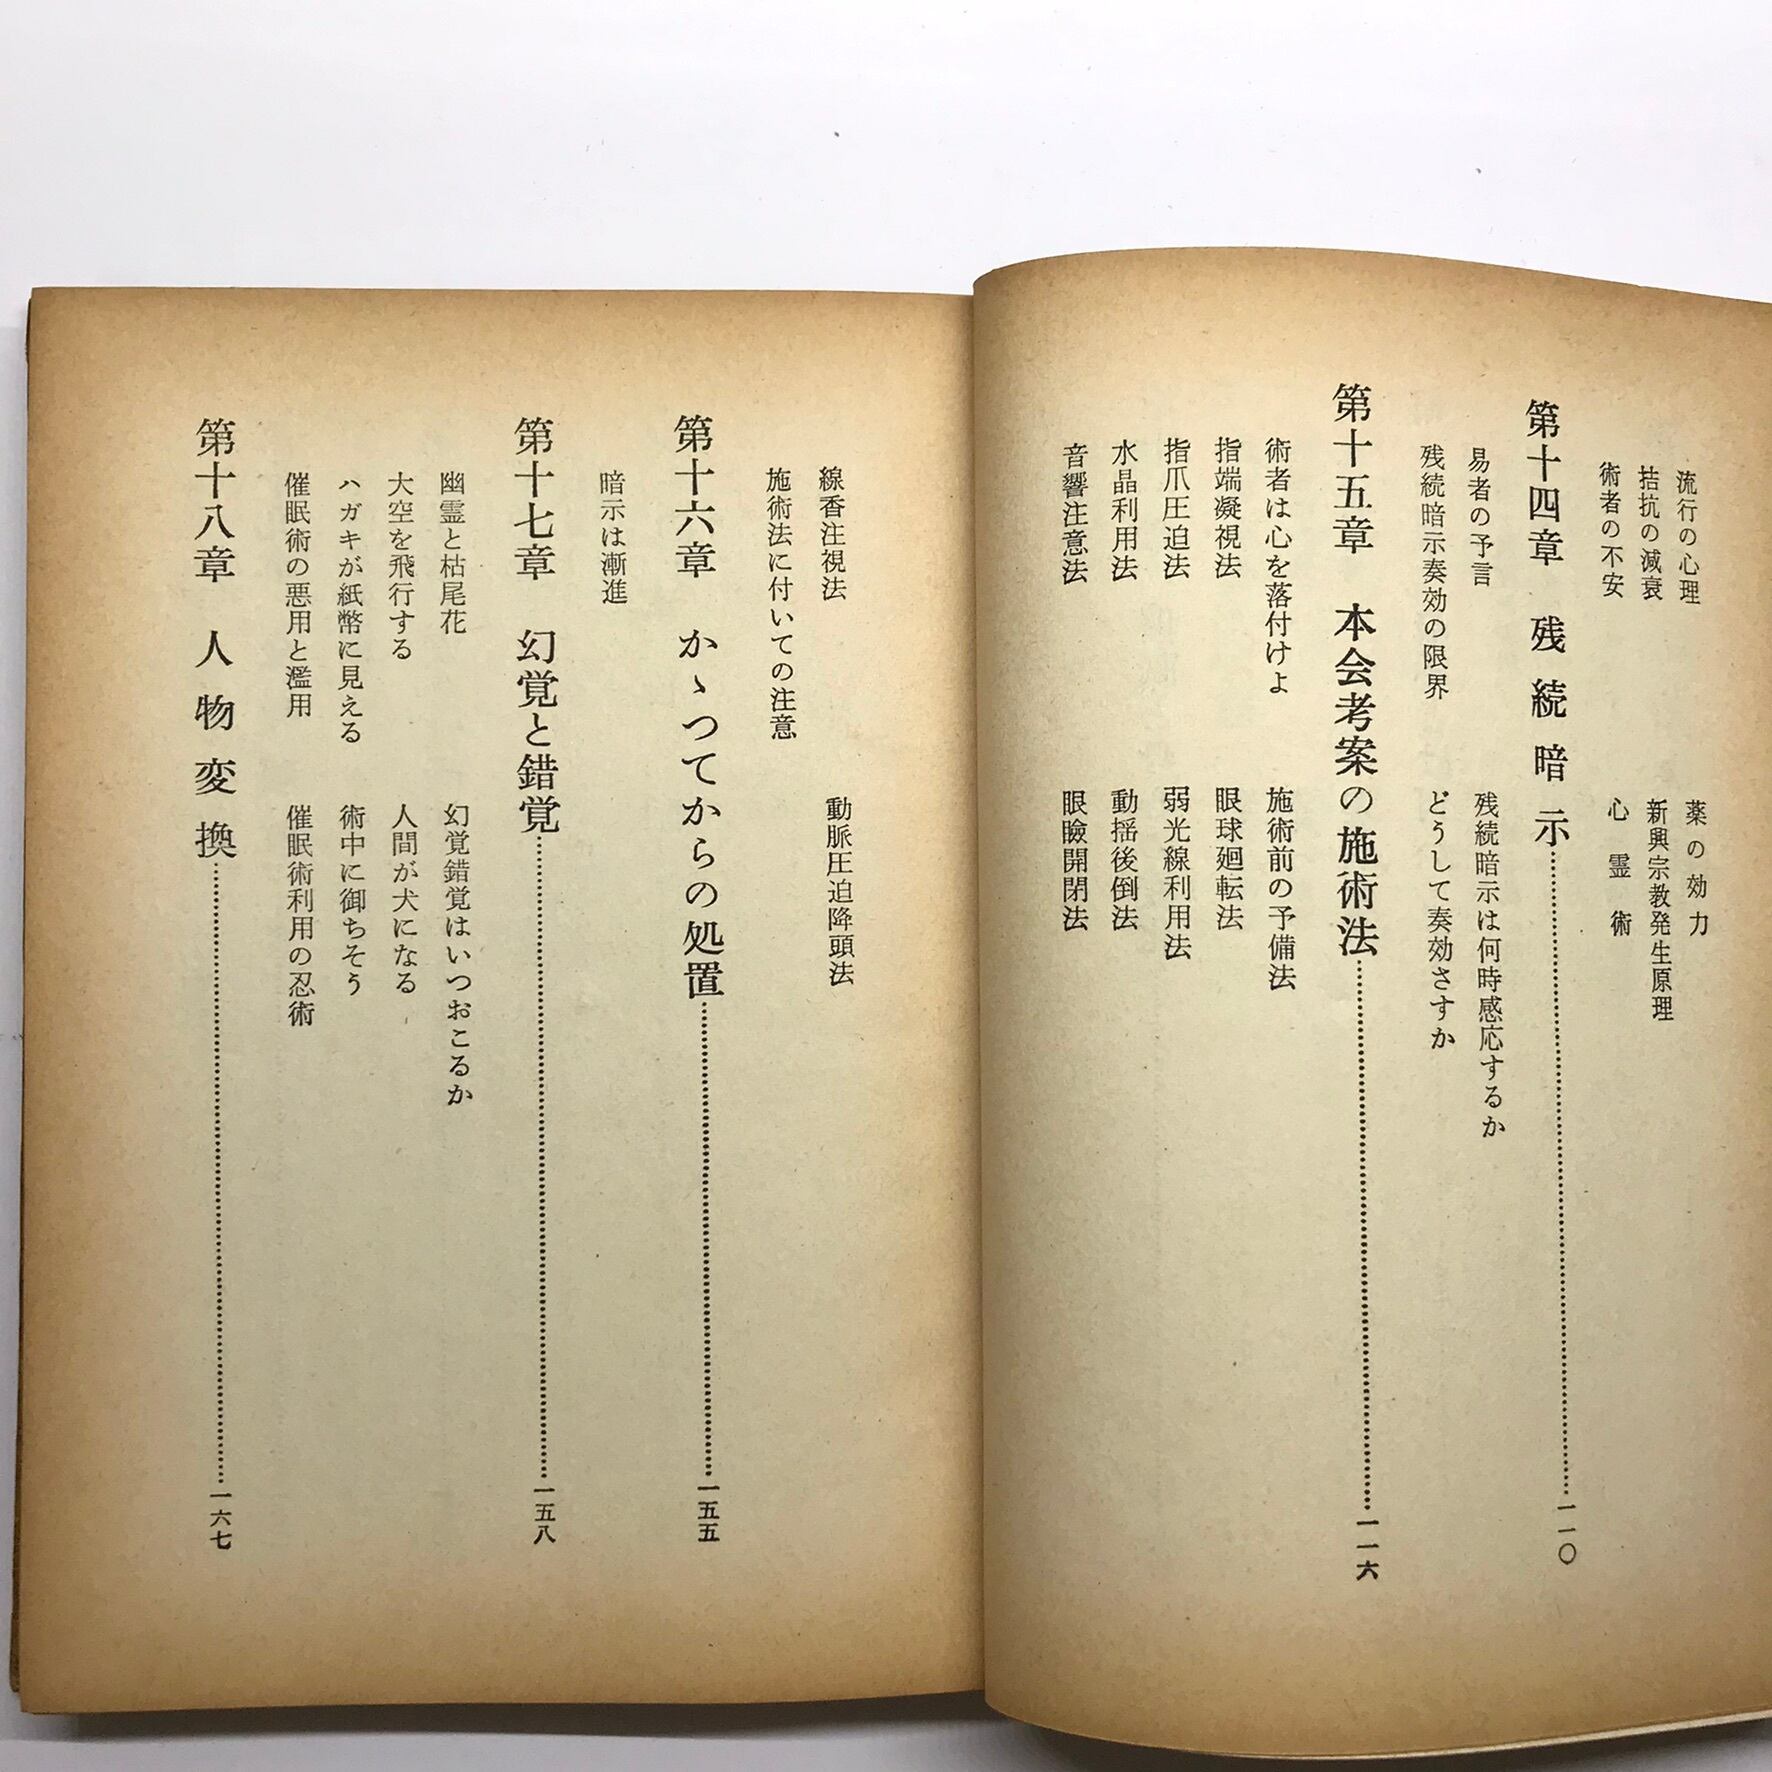 流行の心理
薬の効力
拮抗の減衰
新興宗教発生原理
術者の不安
心霊術
第十四章　残続暗示……一一〇
易者の予言
残続暗示は何時感応するか
残続暗示奏効の限界
どうして奏効さすか
第十五章　本会考案の施術法……一一六
術者は心を落付けよ
施術前の予備法
指端凝視法
眼球廻転法
指爪圧迫法
弱光線利用法
水晶利用法
動揺後倒法
音響注意法
眼瞼開閉法
線香注視法
動脈圧迫降頭法
施術法に付いての注意
第十六章　かゝつてからの処置……一五五
暗示は漸進
第十七章　幻覚と錯覚……一五八
幽霊と枯尾花
幻覚錯覚はいつおこるか
大空を飛行する
人間が犬になる
ハガキが紙幣に見える
術中に御ちそう
催眠術の悪用と濫用
催眠術利用の忍術
第十八章　人物変換……一六七